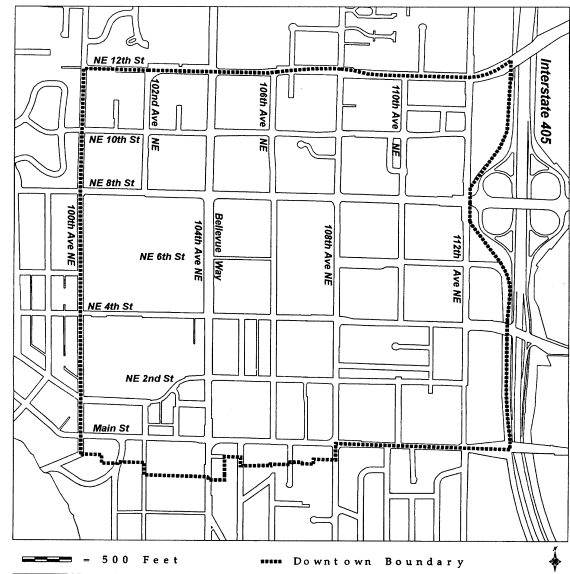 NE 12th St
102nd Ave NE
106th Ave NE
110th Ave NE
Interstate 405
NE 10th St
NE 8th St
100th Ave NE
104th Ave NE
Bellevue Way
108th Ave NE
112th Ave NE
NE 6th St
NE 4th St
NE 2nd St
Main St
= 500 Feet
Downtown Boundary
N